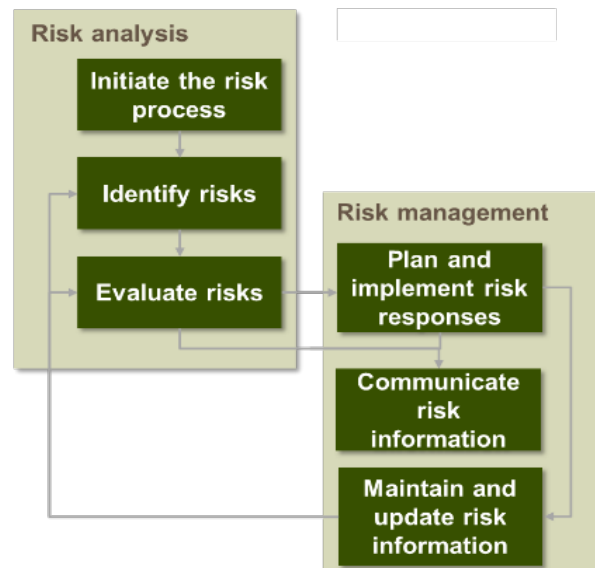 Risk analysis
Initiate the risk
process
Identify risks
Evaluate risks
Risk management
Plan and
implement risk
responses
Communicate
risk
information
Maintain and
update risk
information